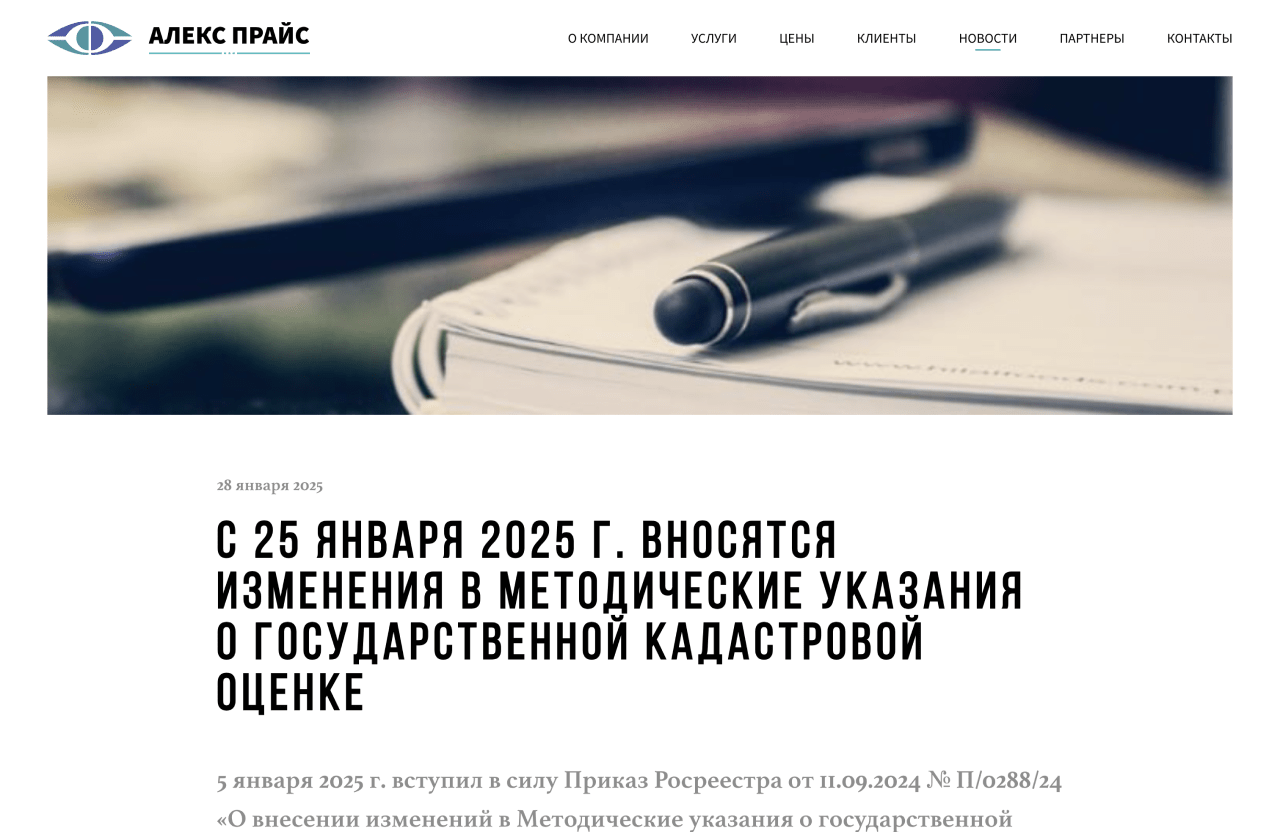 АЛЕКС ПРАЙС
О КОМПАНИИ УСЛУГИ ЦЕНЫ КЛИЕНТЫ НОВОСТИ ПАРТНЕРЫ КОНТАКТЫ
28 января 2025
С 25 ЯНВАРЯ 2025 Г. ВНОСЯТСЯ
ИЗМЕНЕНИЯ В МЕТОДИЧЕСКИЕ УКАЗАНИЯ
О ГОСУДАРСТВЕННОЙ КАДАСТРОВОЙ
ОЦЕНКЕ
5 января 2025 г. вступил в силу Приказ Росреестра от 11.09.2024 № П/0288/24
«О внесении изменений в Методические указания о государственной